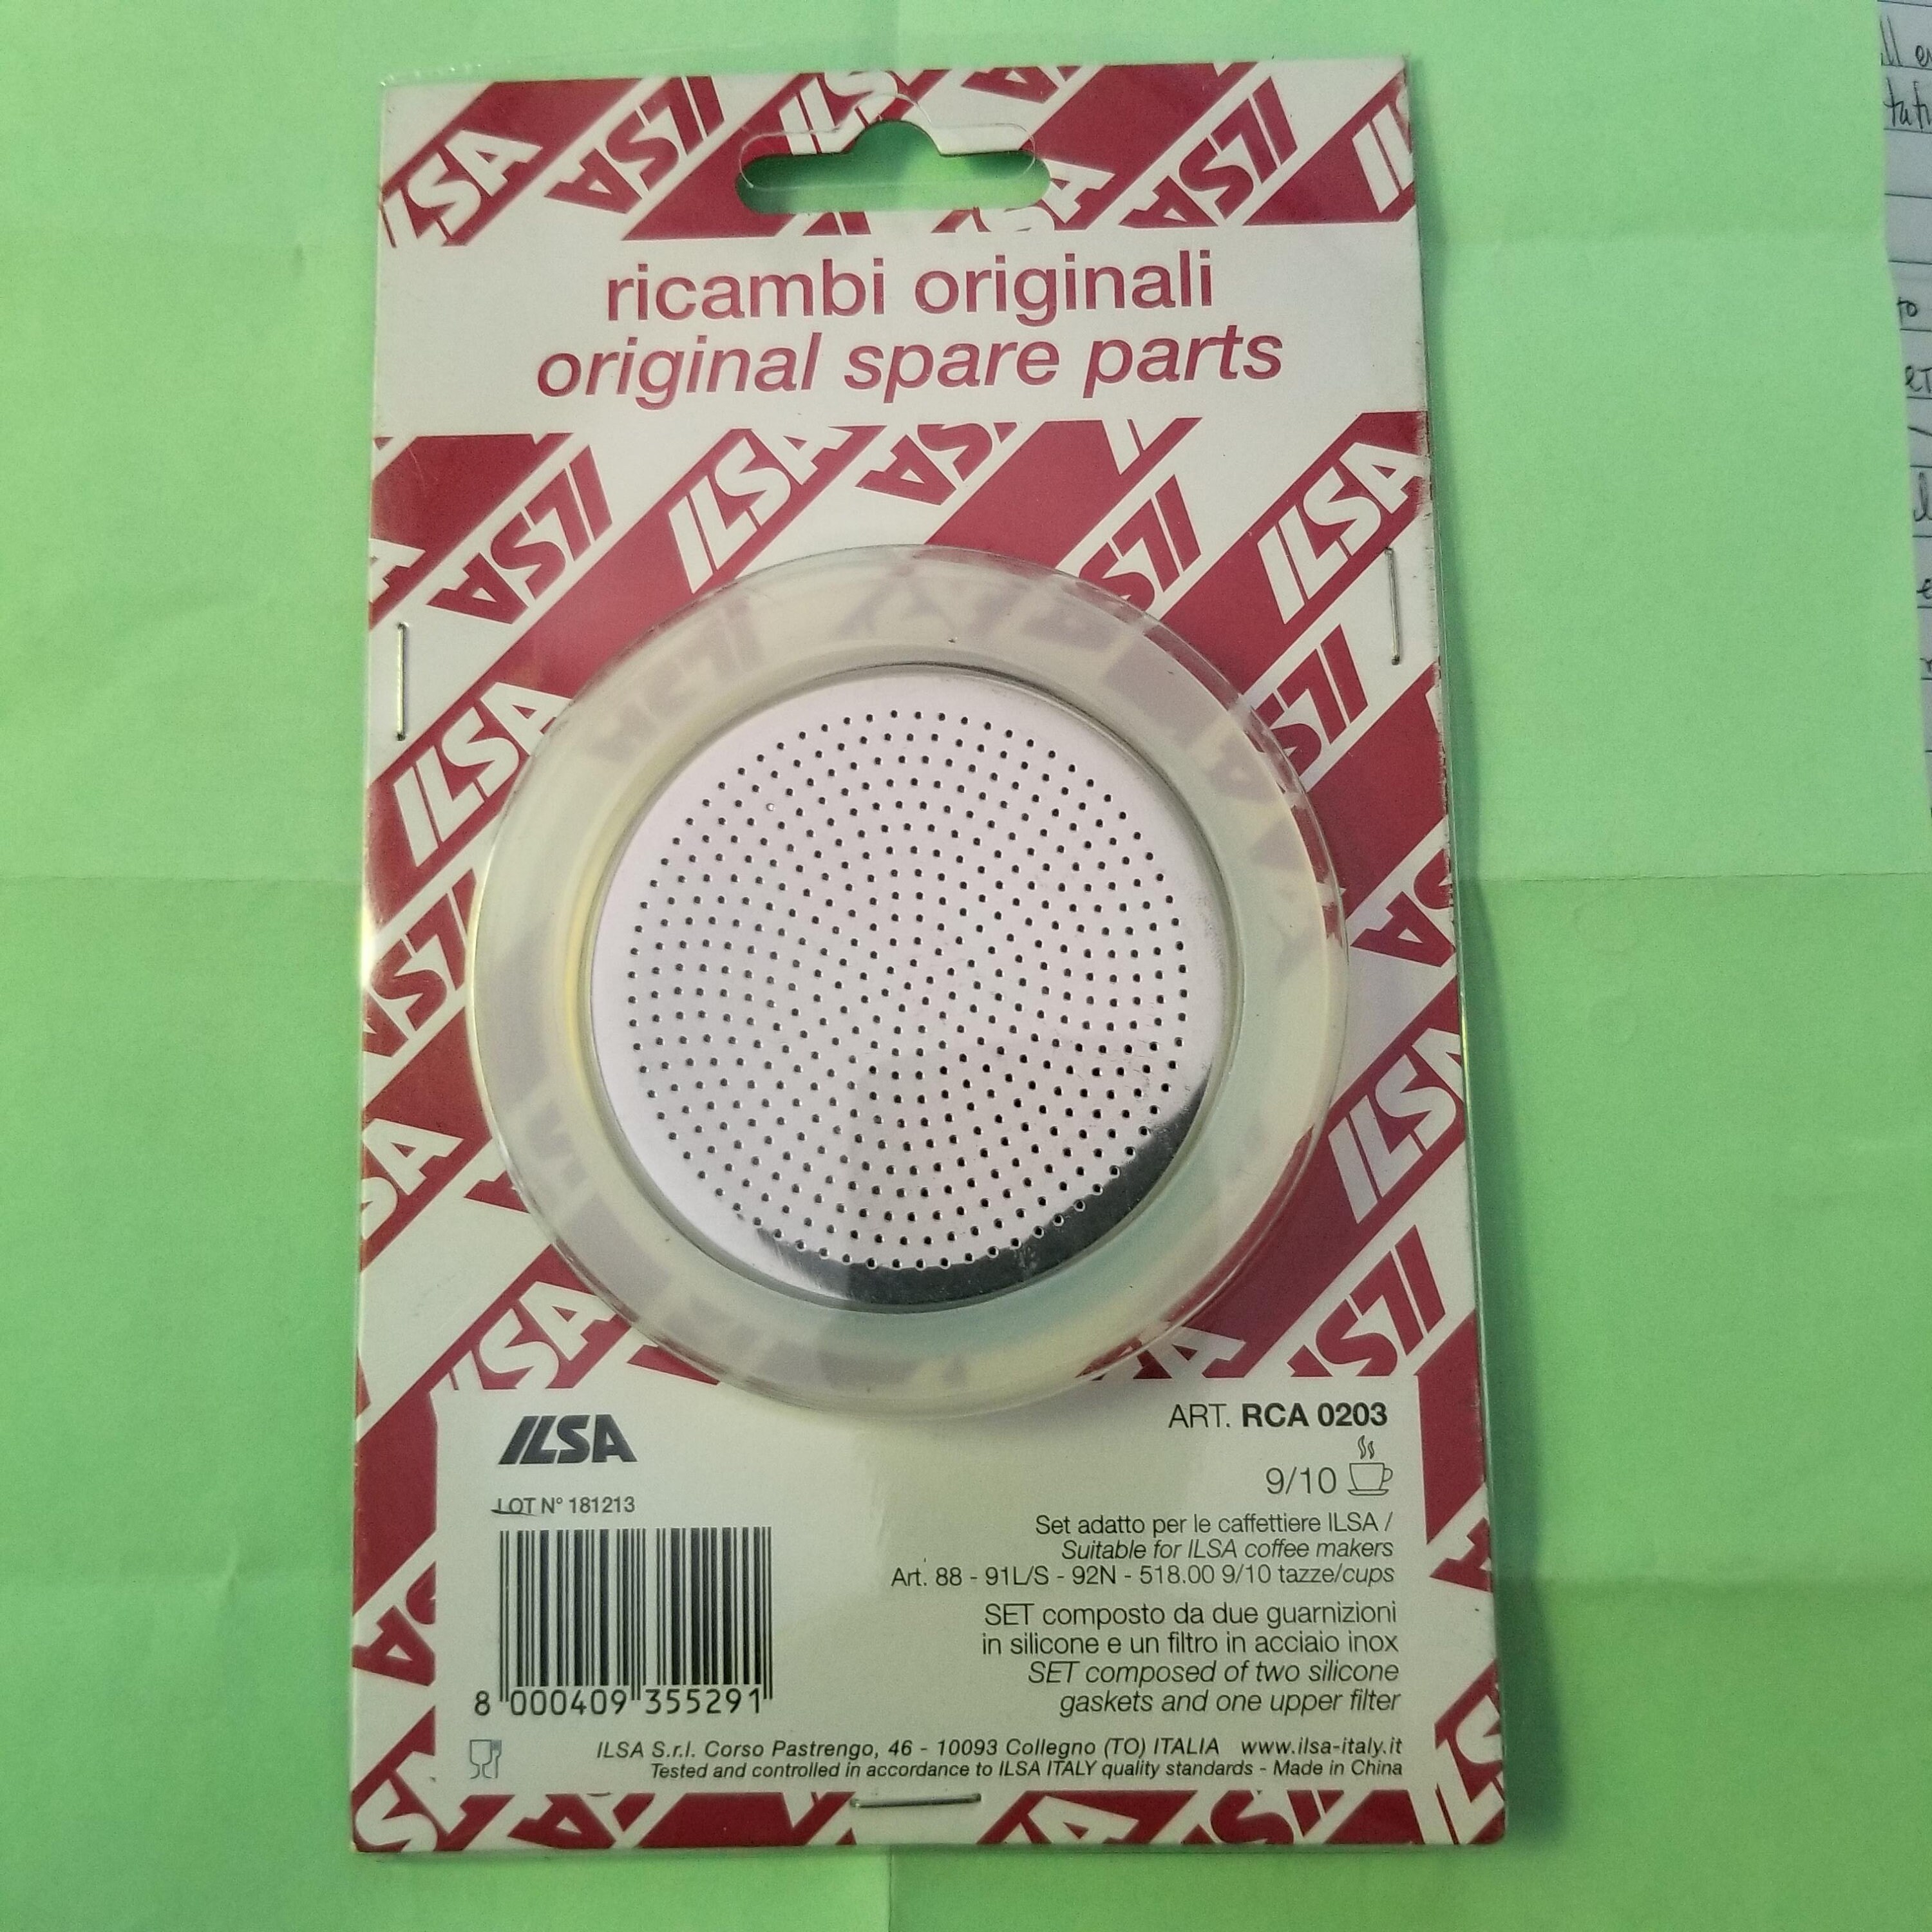 ricambi originali
original spare parts
ILSA
LOT N° 181213
8 000409 355291
ART. RCA 0203
9/10
Set adatto per le caffettiere ILSA /
Suitable for ILSA coffee makers
Art. 88 - 91L/S - 92N - 518.00 9/10 tazze/cups
SET composto da due guarnizioni
in silicone e un filtro in acciaio inox
SET composed of two silicone
gaskets and one upper filter
ILSA S.r.l. Corso Pastrengo, 46 - 10093 Collegno (TO) ITALIA www.ilsa-italy.it
Tested and controlled in accordance to ILSA ITALY quality standards - Made in China